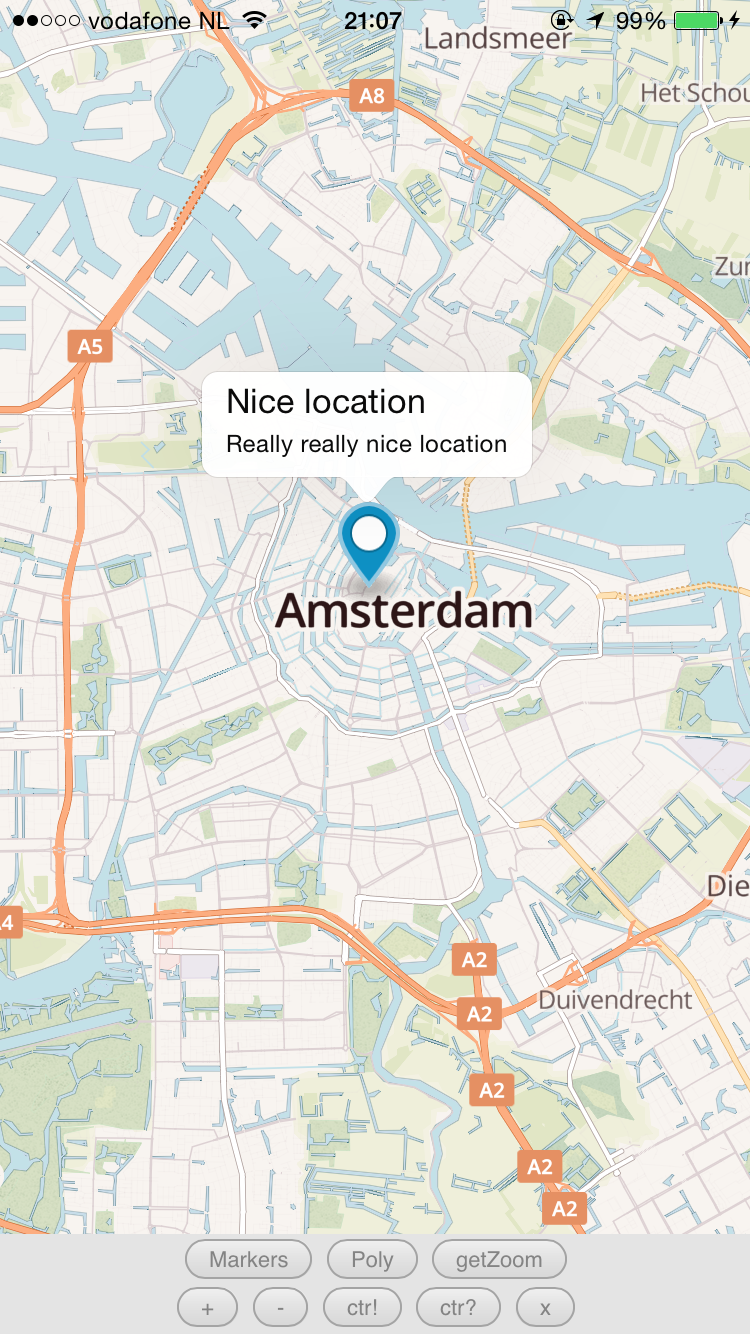 vodafone NL 21:07 99%
Landsmeer
A8
Het Schou
Zun
A5
Nice location
Really really nice location
Amsterdam
Die
A4
A2
A2
Duivendrecht
A2
A2
A2
Markers Poly getZoom
+ - ctr! ctr? x